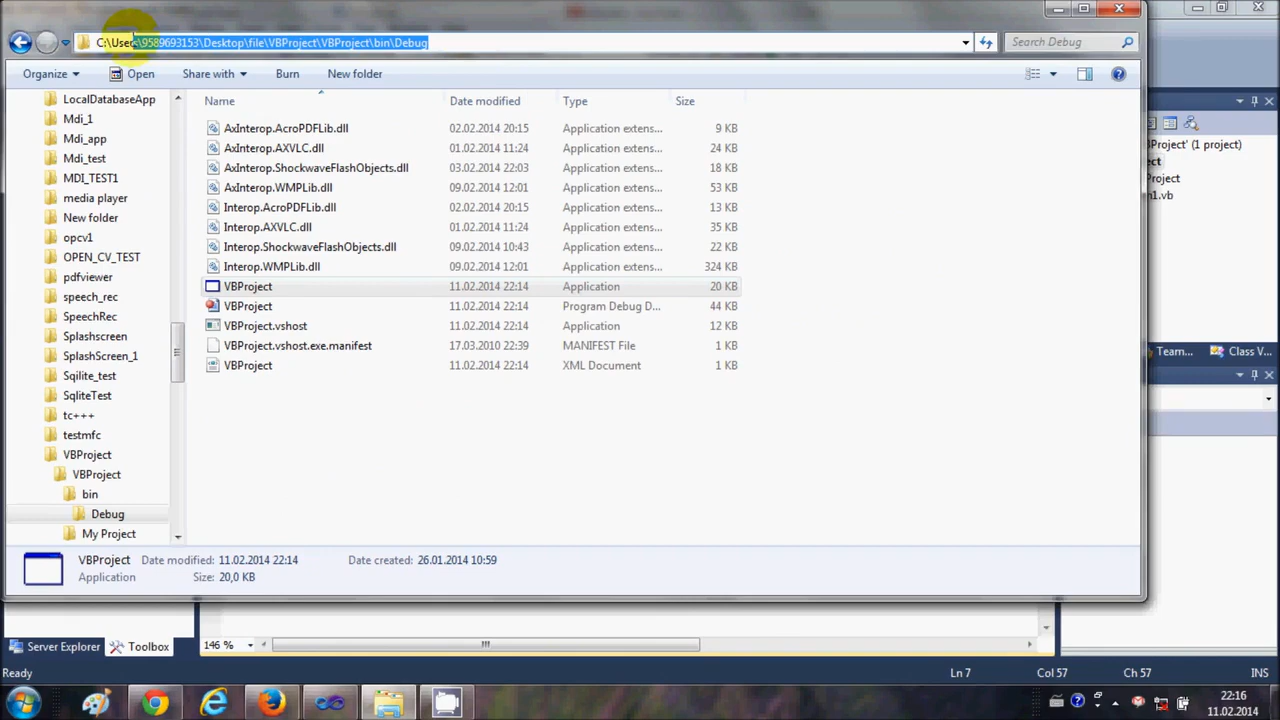 C:\Users\9589693153\Desktop\file\VBProject\VBProject\bin\Debug
Search Debug
Organize
Open
Share with
Burn
New folder
Name Date modified Type Size
LocalDatabaseApp
Mdi_1
Mdi_app
Mdi_test
MDI_TEST1
media player
New folder
opcv1
OPEN_CV_TEST
pdfviewer
speech_rec
SpeechRec
Splashscreen
SplashScreen_1
Sqilite_test
SqliteTest
tc+++
testmfc
VBProject
VBProject
bin
Debug
My Project
AxInterop.AcroPDFLib.dll 02.02.2014 20:15 Application extens... 9 KB
AxInterop.AXVLC.dll 01.02.2014 11:24 Application extens... 24 KB
AxInterop.ShockwaveFlashObjects.dll 03.02.2014 22:03 Application extens... 18 KB
AxInterop.WMPLib.dll 09.02.2014 12:01 Application extens... 53 KB
Interop.AcroPDFLib.dll 02.02.2014 20:15 Application extens... 13 KB
Interop.AXVLC.dll 01.02.2014 11:24 Application extens... 35 KB
Interop.ShockwaveFlashObjects.dll 09.02.2014 10:43 Application extens... 22 KB
Interop.WMPLib.dll 09.02.2014 12:01 Application extens... 324 KB
VBProject 11.02.2014 22:14 Application 20 KB
VBProject 11.02.2014 22:14 Program Debug D... 44 KB
VBProject.vshost 11.02.2014 22:14 Application 12 KB
VBProject.vshost.exe.manifest 17.03.2010 22:39 MANIFEST File 1 KB
VBProject 11.02.2014 22:14 XML Document 1 KB
VBProject Date modified: 11.02.2014 22:14 Date created: 26.01.2014 10:59
Application Size: 20,0 KB
VBProject' (1 project)
ect
Project
n1.vb
Team... Class V...
Server Explorer Toolbox
146 %
Ready Ln 7 Col 57 Ch 57 INS
22:16
11.02.2014